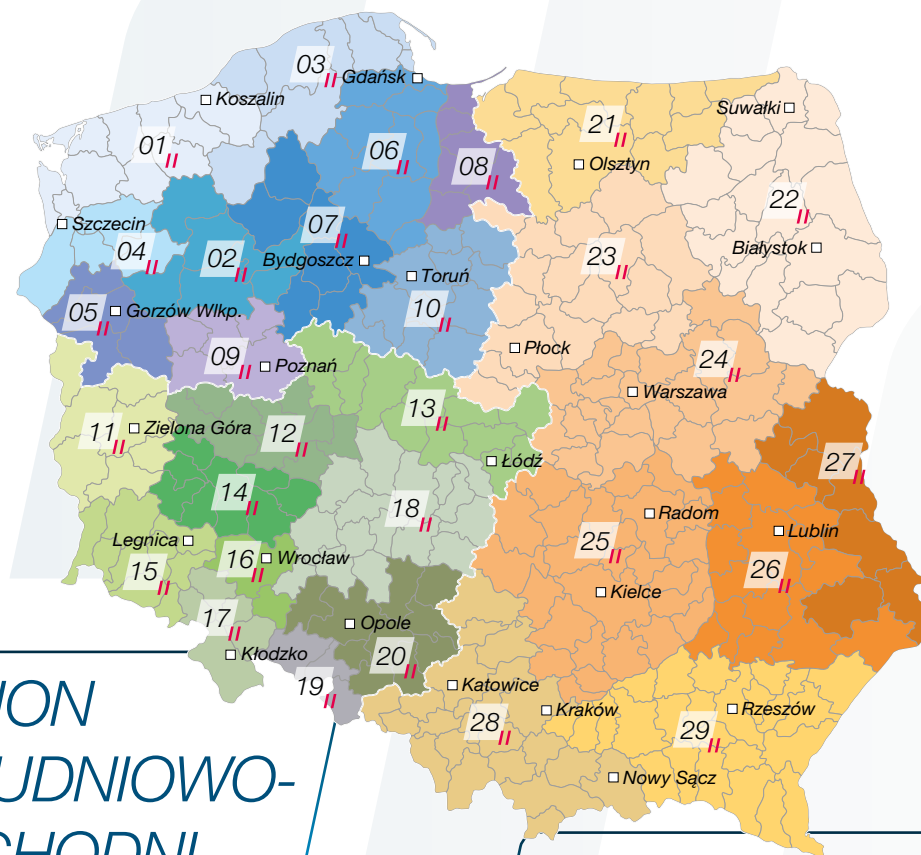 03
Gdańsk
Koszalin
Suwałki
01
21
06
08
Olsztyn
22
Szczecin
07
04
02
Bydgoszcz
23
Białystok
Toruń
05
Gorzów Wlkp.
10
09
Poznań
Płock
24
Warszawa
13
11
Zielona Góra
12
Łódź
27
14
18
Radom
Legnica
16
Wrocław
25
Lublin
15
26
Kielce
17
Opole
Kłodzko
20
19
Katowice
28
Kraków
29
Rzeszów
Nowy Sącz
ION
UDNIOWO-
CHODNI